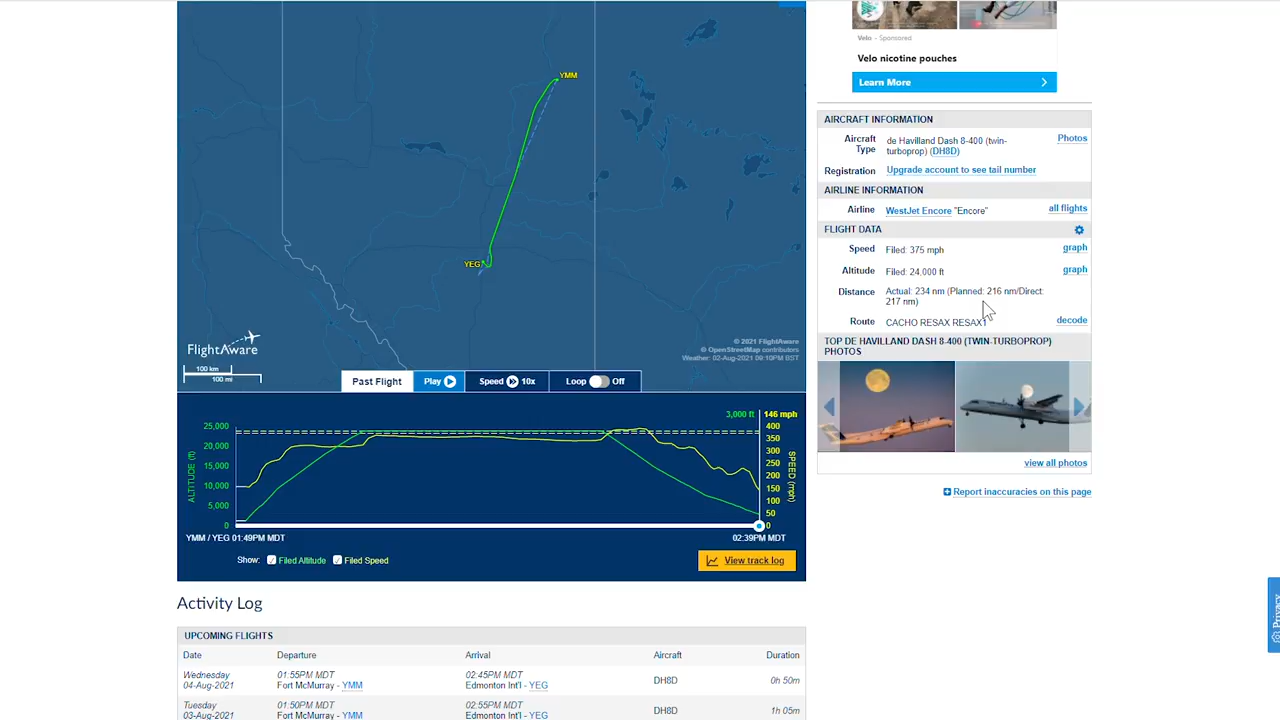 YMM
YEG
FlightAware
100 km
100 mi
© 2021 FlightAware
© OpenStreetMap contributors
Weather: 02-Aug-2021 09:10PM BST
Past Flight
Play
Speed 10x
Loop Off
3,000 ft 146 mph
25,000
20,000
15,000
10,000
5,000
0
ALTITUDE (ft)
400
350
300
250
200
150
100
50
0
SPEED (mph)
YMM / YEG 01:49PM MDT
02:39PM MDT
Show: Filed Altitude Filed Speed
View track log
Activity Log
UPCOMING FLIGHTS
Date Departure Arrival Aircraft Duration
Wednesday 01:55PM MDT 02:45PM MDT
04-Aug-2021 Fort McMurray - YMM Edmonton Int'l - YEG DH8D 0h 50m
Tuesday 01:50PM MDT 02:55PM MDT
03-Aug-2021 Fort McMurray - YMM Edmonton Int'l - YEG DH8D 1h 05m
Velo - Sponsored
Velo nicotine pouches
Learn More
AIRCRAFT INFORMATION
Aircraft Type de Havilland Dash 8-400 (twin-
turboprop) (DH8D) Photos
Registration Upgrade account to see tail number
AIRLINE INFORMATION
Airline WestJet Encore "Encore" all flights
FLIGHT DATA
Speed Filed: 375 mph graph
Altitude Filed: 24,000 ft graph
Distance Actual: 234 nm (Planned: 216 nm/Direct:
217 nm)
Route CACHO RESAX RESAX1 decode
TOP DE HAVILLAND DASH 8-400 (TWIN-TURBOPROP)
PHOTOS
view all photos
Report inaccuracies on this page
Privacy